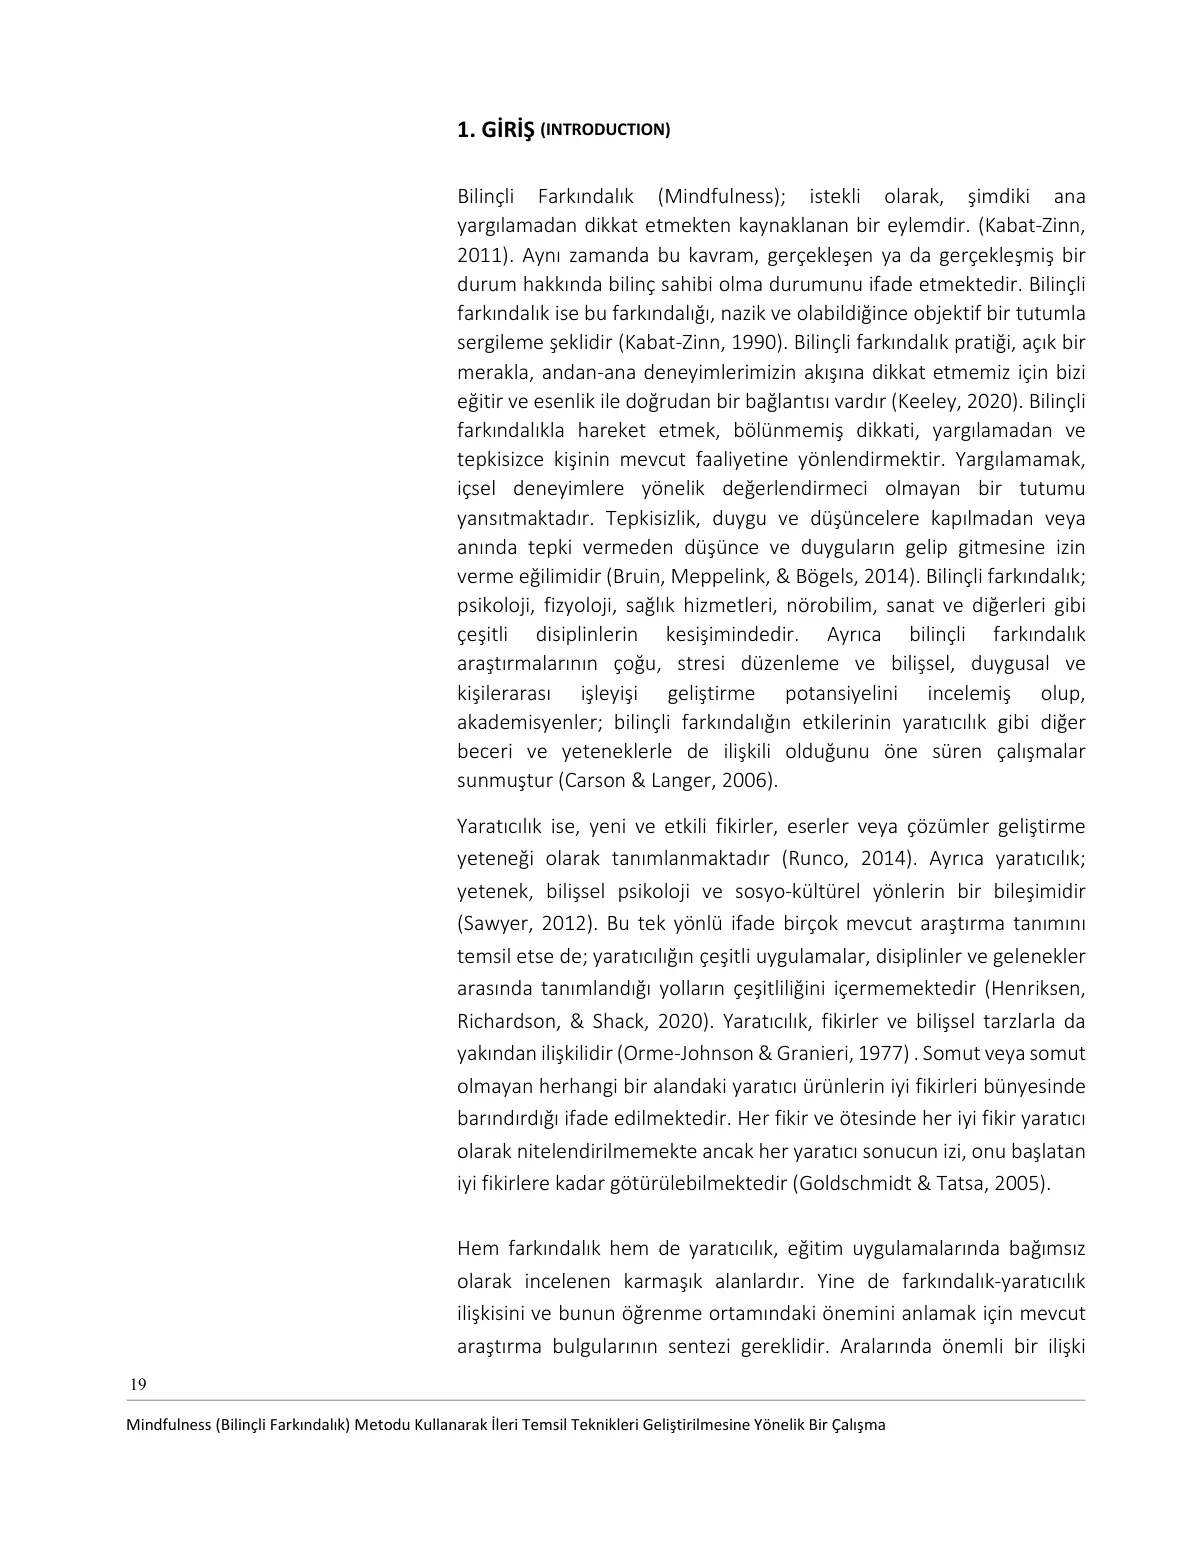 1. GİRİŞ (INTRODUCTION)
Bilinçli Farkındalık (Mindfulness); istekli olarak, şimdiki ana
yargılamadan dikkat etmekten kaynaklanan bir eylemdir. (Kabat-Zinn,
2011). Aynı zamanda bu kavram, gerçekleşen ya da gerçekleşmiş bir
durum hakkında bilinç sahibi olma durumunu ifade etmektedir. Bilinçli
farkındalık ise bu farkındalığı, nazik ve olabildiğince objektif bir tutumla
sergileme şeklidir (Kabat-Zinn, 1990). Bilinçli farkındalık pratiği, açık bir
merakla, andan-ana deneyimlerimizin akışına dikkat etmemiz için bizi
eğitir ve esenlik ile doğrudan bir bağlantısı vardır (Keeley, 2020). Bilinçli
farkındalıkla hareket etmek, bölünmemiş dikkati, yargılamadan ve
tepkisizce kişinin mevcut faaliyetine yönlendirmektir. Yargılamamak,
içsel deneyimlere yönelik değerlendirmeci olmayan bir tutumu
yansıtmaktadır. Tepkisizlik, duygu ve düşüncelere kapılmadan veya
anında tepki vermeden düşünce ve duyguların gelip gitmesine izin
verme eğilimidir (Bruin, Meppelink, & Bögels, 2014). Bilinçli farkındalık;
psikoloji, fizyoloji, sağlık hizmetleri, nörobilim, sanat ve diğerleri gibi
çeşitli disiplinlerin kesişimindedir. Ayrıca bilinçli farkındalık
araştırmalarının çoğu, stresi düzenleme ve bilişsel, duygusal ve
kişilerarası işleyişi geliştirme potansiyelini incelemiş olup,
akademisyenler; bilinçli farkındalığın etkilerinin yaratıcılık gibi diğer
beceri ve yeteneklerle de ilişkili olduğunu öne süren çalışmalar
sunmuştur (Carson & Langer, 2006).
Yaratıcılık ise, yeni ve etkili fikirler, eserler veya çözümler geliştirme
yeteneği olarak tanımlanmaktadır (Runco, 2014). Ayrıca yaratıcılık;
yetenek, bilişsel psikoloji ve sosyo-kültürel yönlerin bir bileşimidir
(Sawyer, 2012). Bu tek yönlü ifade birçok mevcut araştırma tanımını
temsil etse de; yaratıcılığın çeşitli uygulamalar, disiplinler ve gelenekler
arasında tanımlandığı yolların çeşitliliğini içermemektedir (Henriksen,
Richardson, & Shack, 2020). Yaratıcılık, fikirler ve bilişsel tarzlarla da
yakından ilişkilidir (Orme-Johnson & Granieri, 1977) . Somut veya somut
olmayan herhangi bir alandaki yaratıcı ürünlerin iyi fikirleri bünyesinde
barındırdığı ifade edilmektedir. Her fikir ve ötesinde her iyi fikir yaratıcı
olarak nitelendirilmemekte ancak her yaratıcı sonucun izi, onu başlatan
iyi fikirlere kadar götürülebilmektedir (Goldschmidt & Tatsa, 2005).
Hem farkındalık hem de yaratıcılık, eğitim uygulamalarında bağımsız
olarak incelenen karmaşık alanlardır. Yine de farkındalık-yaratıcılık
ilişkisini ve bunun öğrenme ortamındaki önemini anlamak için mevcut
araştırma bulgularının sentezi gereklidir. Aralarında önemli bir ilişki
19
Mindfulness (Bilinçli Farkındalık) Metodu Kullanarak İleri Temsil Teknikleri Geliştirilmesine Yönelik Bir Çalışma